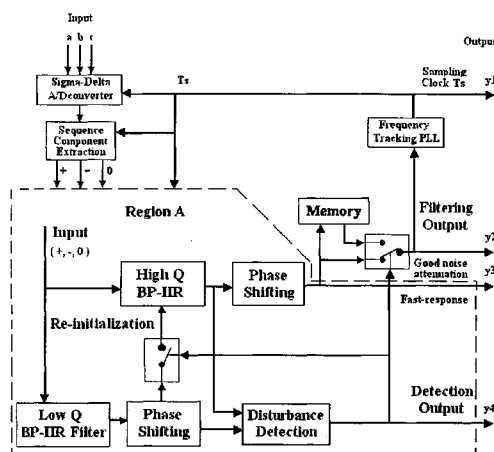 Input
a b c
Output
Sigma-Delta
A/Dconverter
Ts
Sampling
Clock Ts
y1
Sequence
Component
Extraction
Frequency
Tracking PLL
+ - 0
Region A
Memory
Filtering
Output
y2
Input
(+, -, 0)
High Q
BP-IIR
Phase
Shifting
Good noise
attenuation
y3
Fast-response
Re-initialization
Low Q
BP-IIR Filter
Phase
Shifting
Disturbance
Detection
Detection
Output
y4